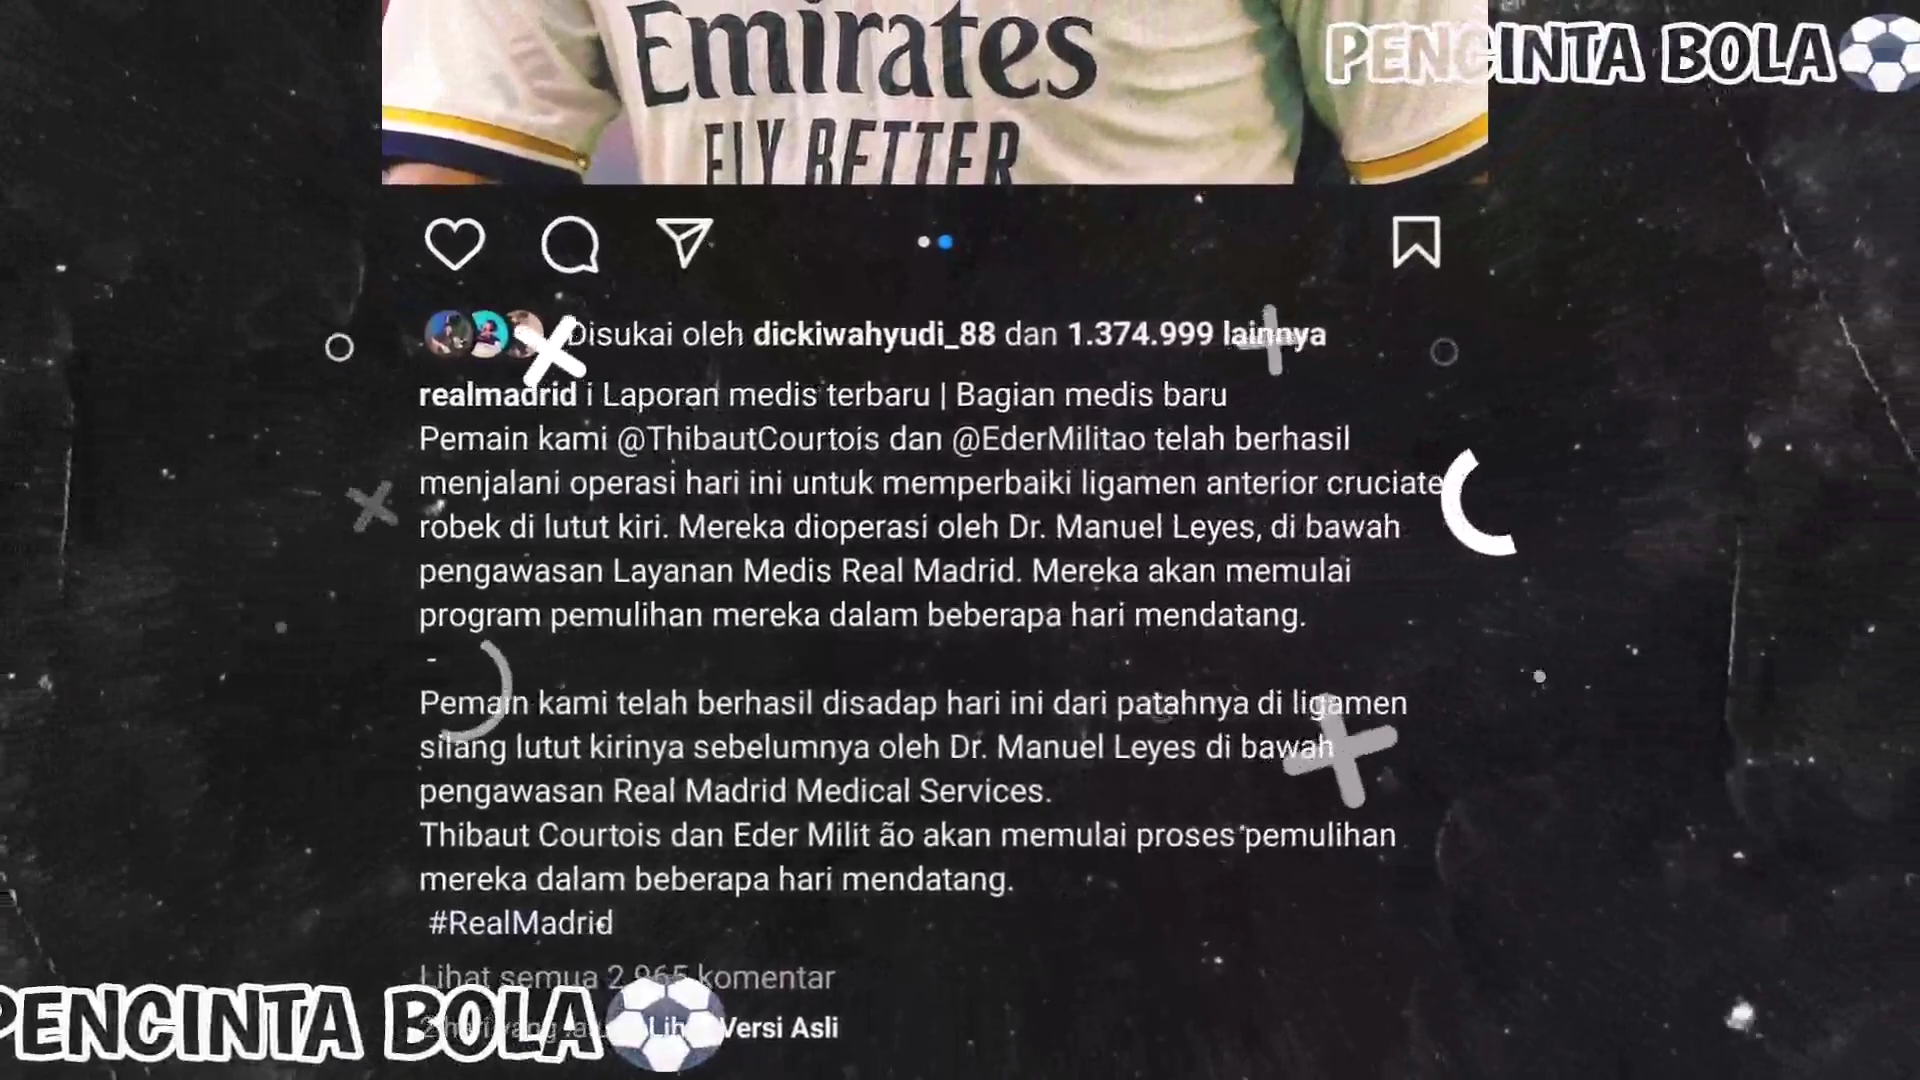 Emirates
FLY BETTER
PENCINTA BOLA
Disukai oleh dickiwahyudi_88 dan 1.374.999 lainnya
realmadrid i Laporan medis terbaru | Bagian medis baru
Pemain kami @ThibautCourtois dan @EderMilitao telah berhasil
menjalani operasi hari ini untuk memperbaiki ligamen anterior cruciate
robek di lutut kiri. Mereka dioperasi oleh Dr. Manuel Leyes, di bawah
pengawasan Layanan Medis Real Madrid. Mereka akan memulai
program pemulihan mereka dalam beberapa hari mendatang.
-
Pemain kami telah berhasil disadap hari ini dari patahnya di ligamen
silang lutut kirinya sebelumnya oleh Dr. Manuel Leyes di bawah
pengawasan Real Madrid Medical Services.
Thibaut Courtois dan Eder Milit ão akan memulai proses pemulihan
mereka dalam beberapa hari mendatang.
#RealMadrid
Lihat semua 2.965 komentar
Versi Asli
PENCINTA BOLA